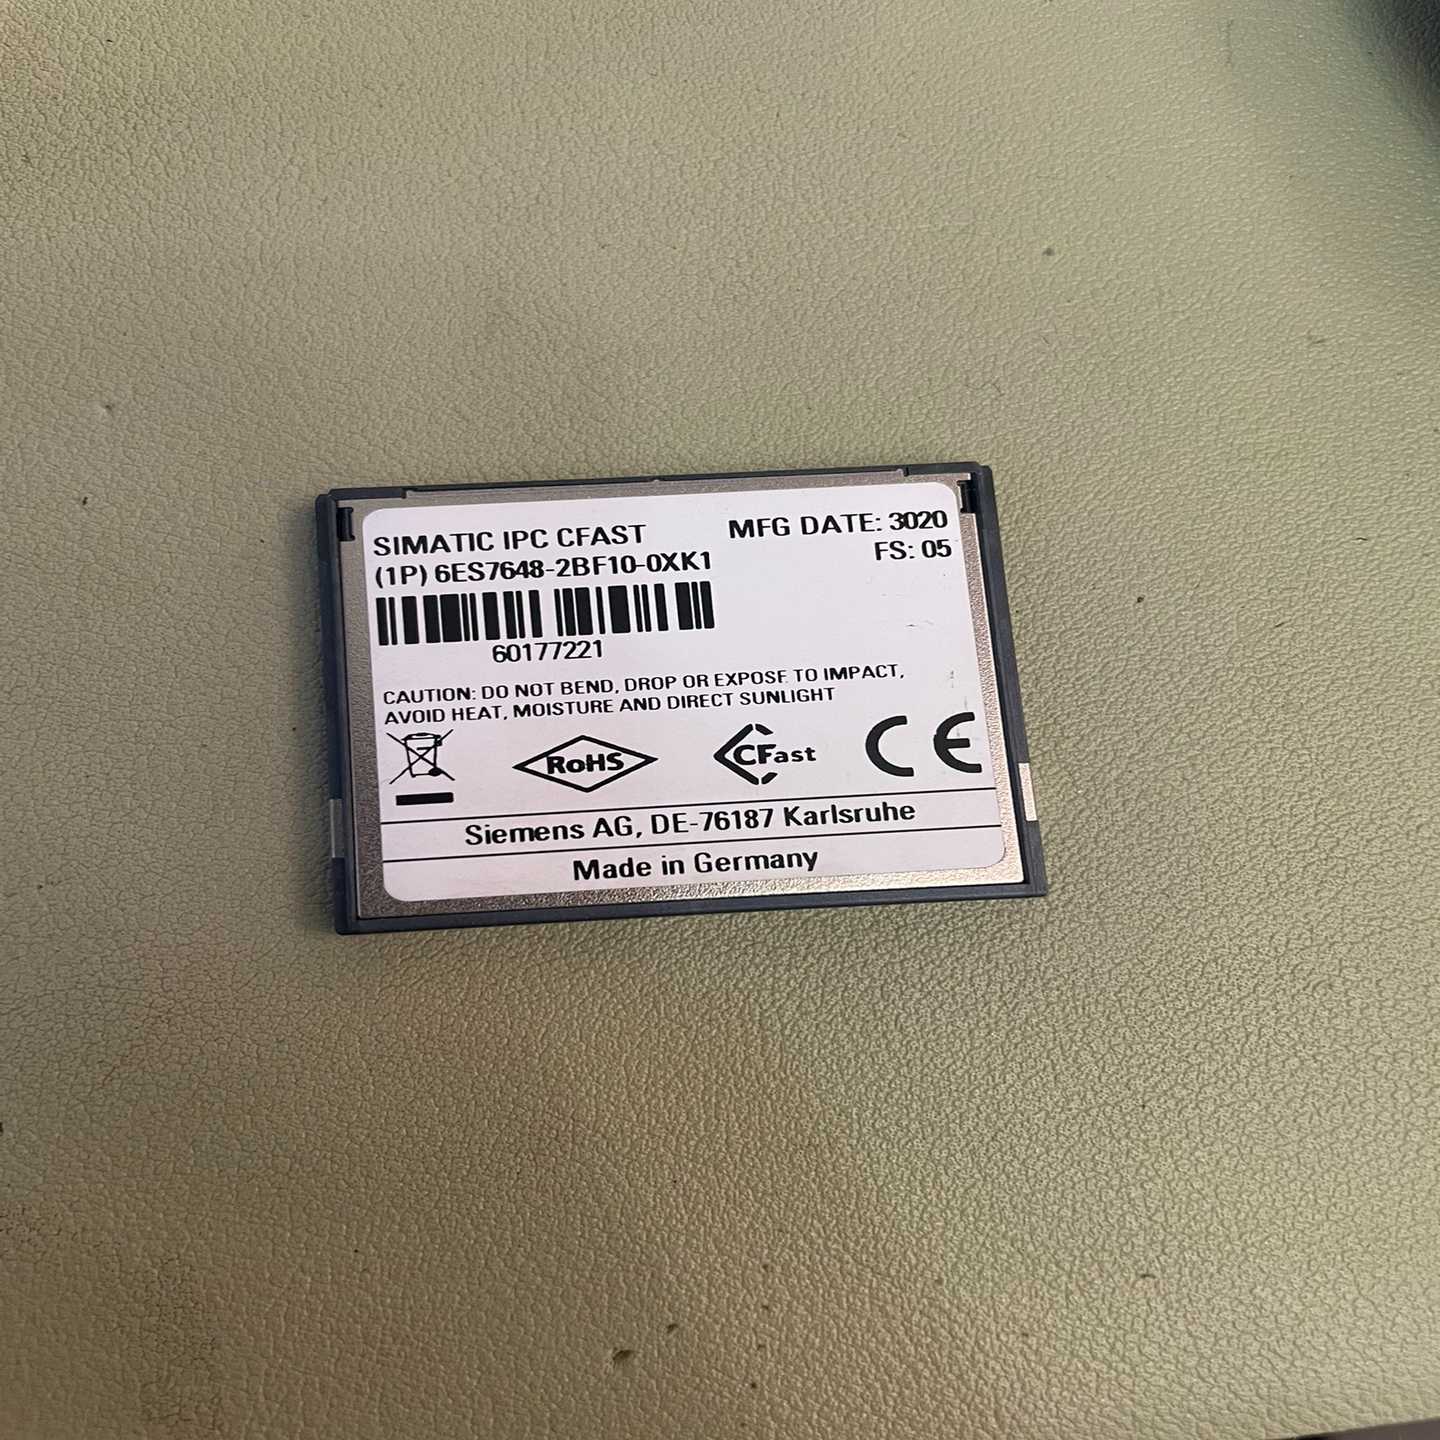 SIMATIC IPC CFAST
MFG DATE: 3020
(1P) 6ES7648-2BF10-0XK1
FS: 05
60177221
CAUTION: DO NOT BEND, DROP OR EXPOSE TO IMPACT,
AVOID HEAT, MOISTURE AND DIRECT SUNLIGHT
RoHS
CFast
CE
Siemens AG, DE-76187 Karlsruhe
Made in Germany